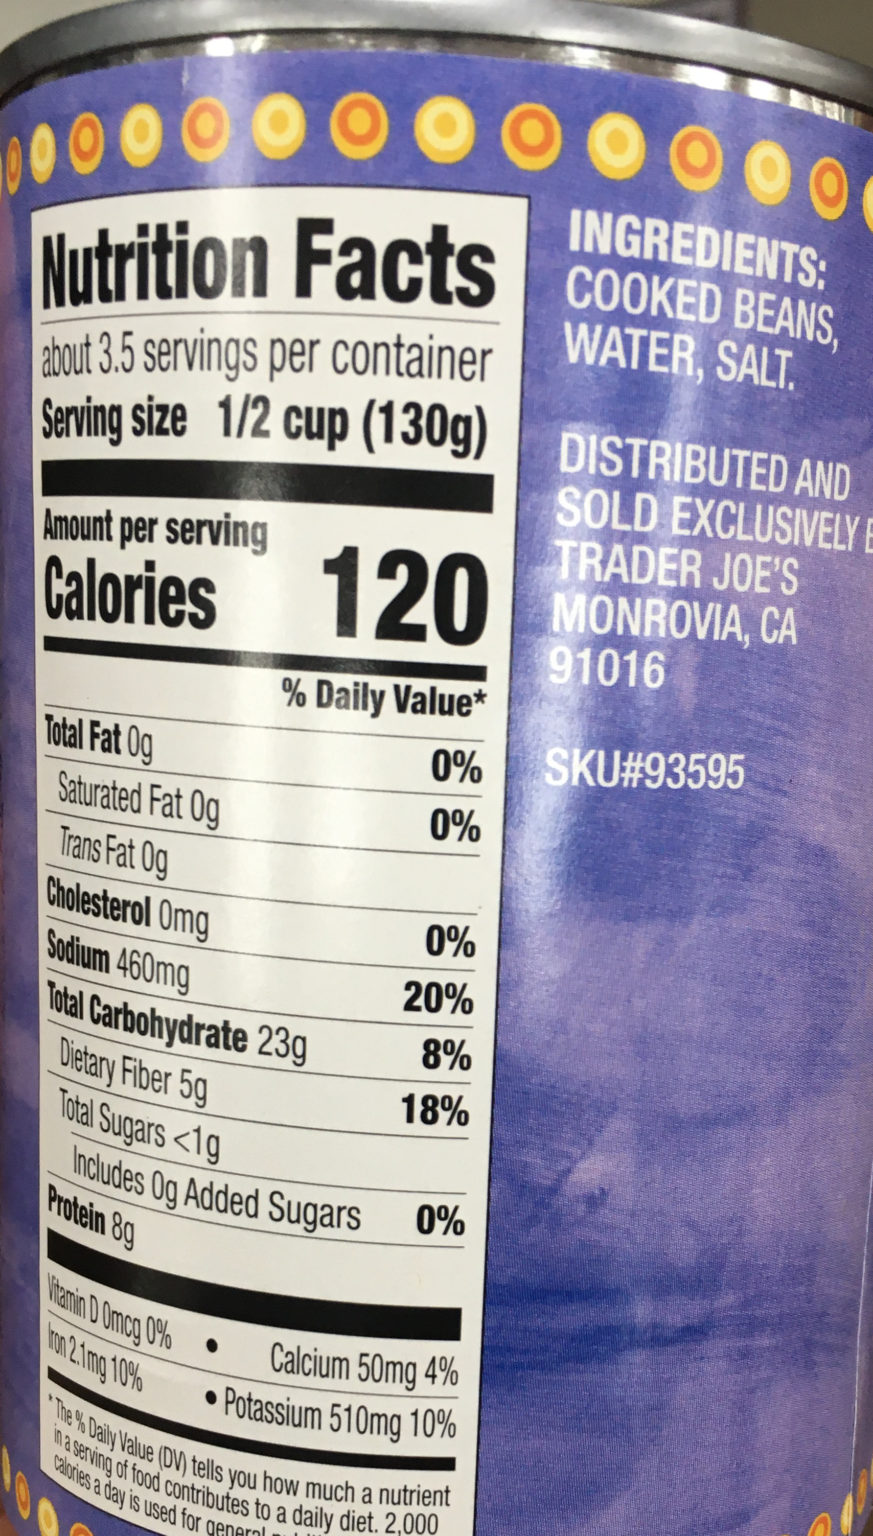 Nutrition Facts
about 3.5 servings per container
Serving size 1/2 cup (130g)
Amount per serving
Calories 120
% Daily Value*
Total Fat 0g 0%
Saturated Fat 0g 0%
Trans Fat 0g
Cholesterol 0mg 0%
Sodium 460mg 20%
Total Carbohydrate 23g 8%
Dietary Fiber 5g 18%
Total Sugars <1g
Includes 0g Added Sugars 0%
Protein 8g
Vitamin D 0mcg 0% • Calcium 50mg 4%
Iron 2.1mg 10% • Potassium 510mg 10%
* The % Daily Value (DV) tells you how much a nutrient
in a serving of food contributes to a daily diet. 2,000
calories a day is used for general
INGREDIENTS:
COOKED BEANS,
WATER, SALT.
DISTRIBUTED AND
SOLD EXCLUSIVELY
TRADER JOE'S
MONROVIA, CA
91016
SKU#93595